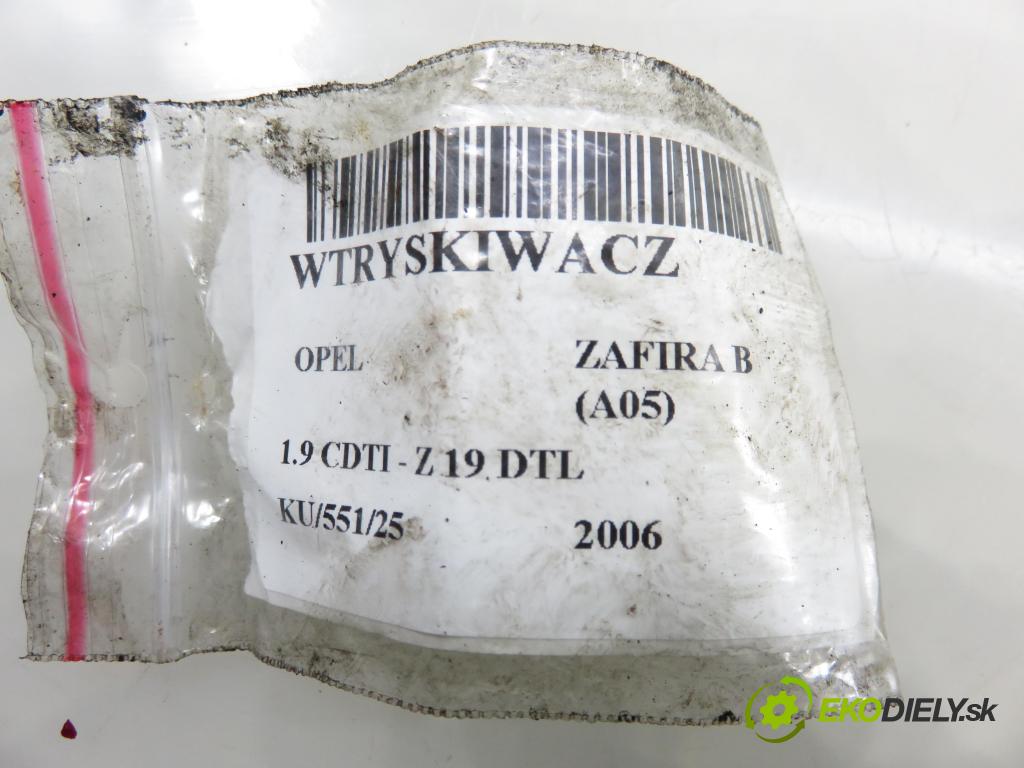 WTRYSKIWACZ
OPEL ZAFIRA B
(A05)
1.9 CDTI - Z 19 DTL
KU/551/25 2006
EKODIELY.sk